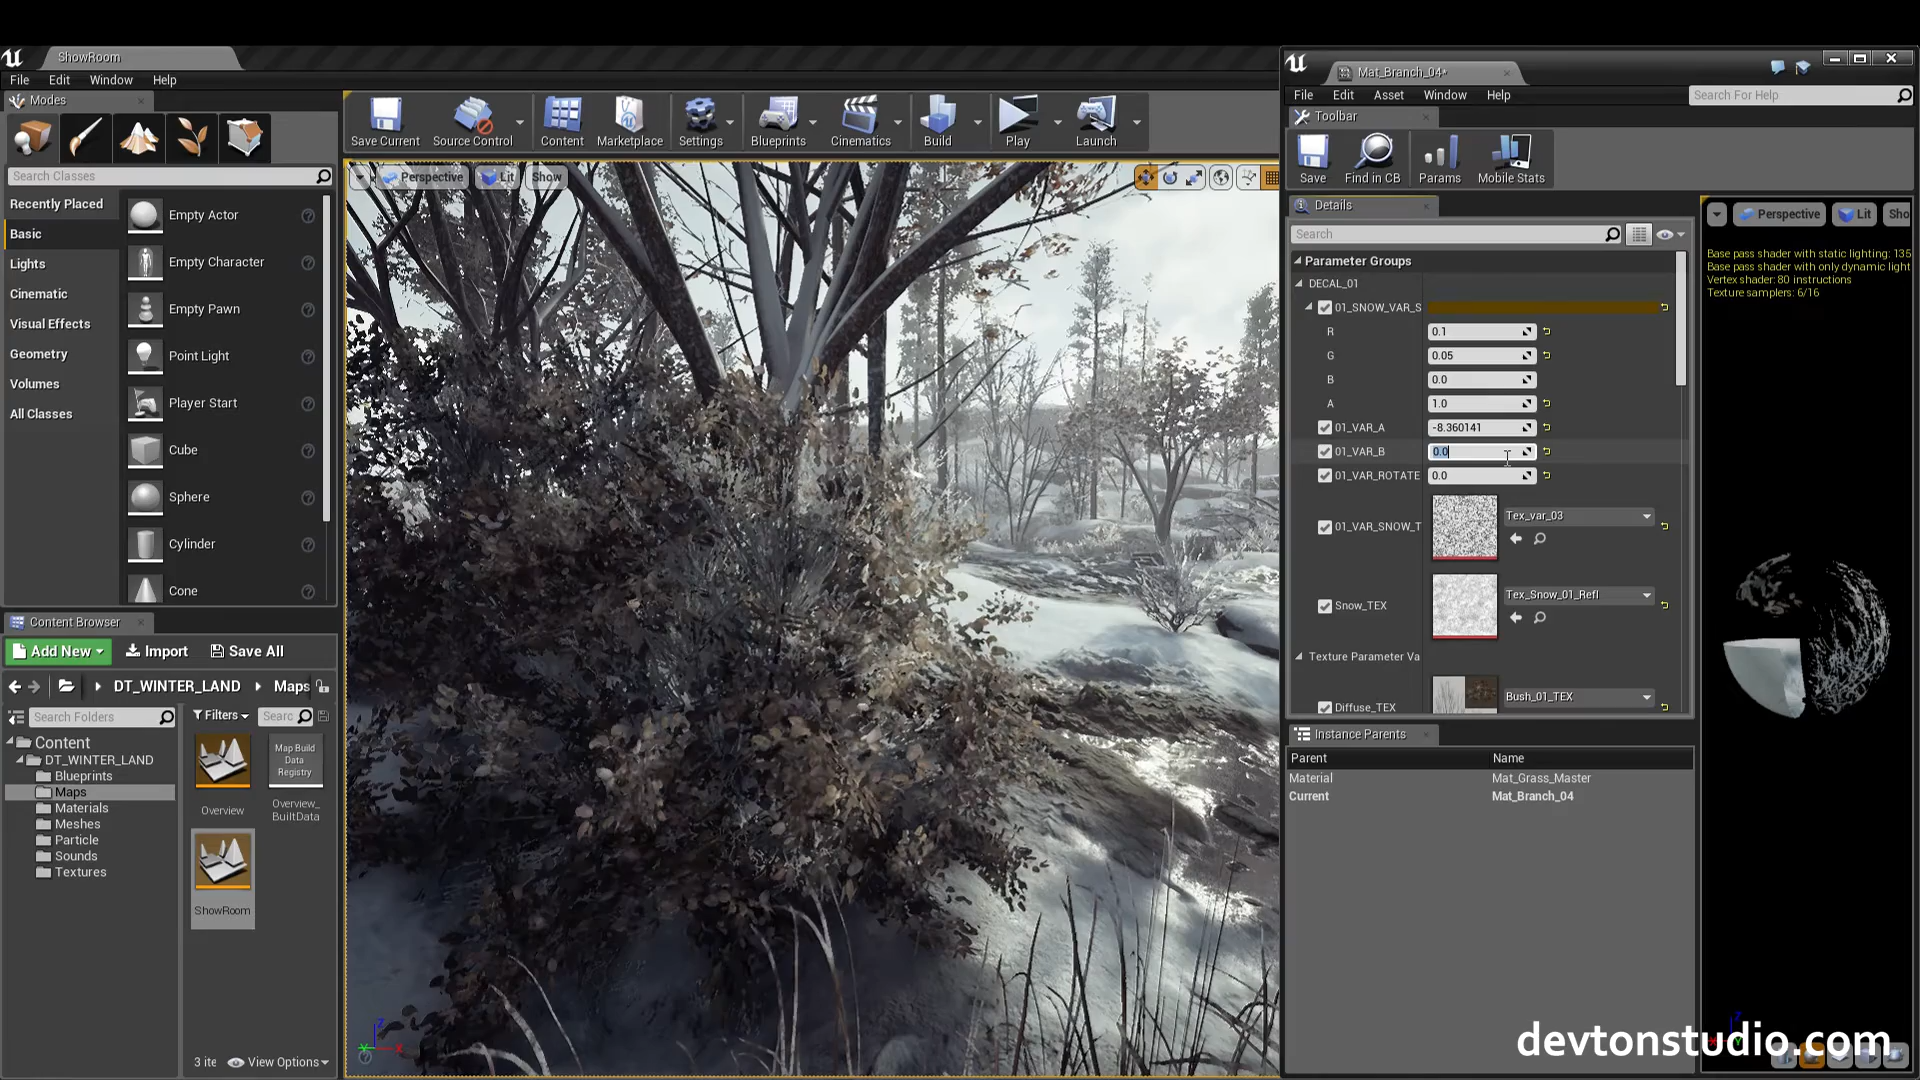 ShowRoom
File Edit Window Help
Modes
Search Classes
Recently Placed
Basic
Lights
Cinematic
Visual Effects
Geometry
Volumes
All Classes
Empty Actor
Empty Character
Empty Pawn
Point Light
Player Start
Cube
Sphere
Cylinder
Cone
Content Browser
Add New Import Save All
DT_WINTER_LAND Maps
Search Folders
Filters Searc
Content
DT_WINTER_LAND
Blueprints
Maps
Materials
Meshes
Particle
Sounds
Textures
Map Build
Data
Registry
Overview
Overview_
BuiltData
ShowRoom
3 ite View Options
Save Current Source Control Content Marketplace Settings Blueprints Cinematics Build Play Launch
Perspective Lit Show
Z
Y X
Mat_Branch_04*
File Edit Asset Window Help
Search For Help
Toolbar
Save Find in CB Params Mobile Stats
Details
Search
Parameter Groups
DECAL_01
01_SNOW_VAR_S
R 0.1
G 0.05
B 0.0
A 1.0
01_VAR_A -8.360141
01_VAR_B 0.0
01_VAR_ROTATE 0.0
01_VAR_SNOW_T Tex_var_03
Snow_TEX Tex_Snow_01_Refl
Texture Parameter Va
Diffuse_TEX Bush_01_TEX
Instance Parents
Parent Name
Material Mat_Grass_Master
Current Mat_Branch_04
Perspective Lit Sho
Base pass shader with static lighting: 135
Base pass shader with only dynamic light
Vertex shader: 80 instructions
Texture samplers: 6/16
devtonstudio.com